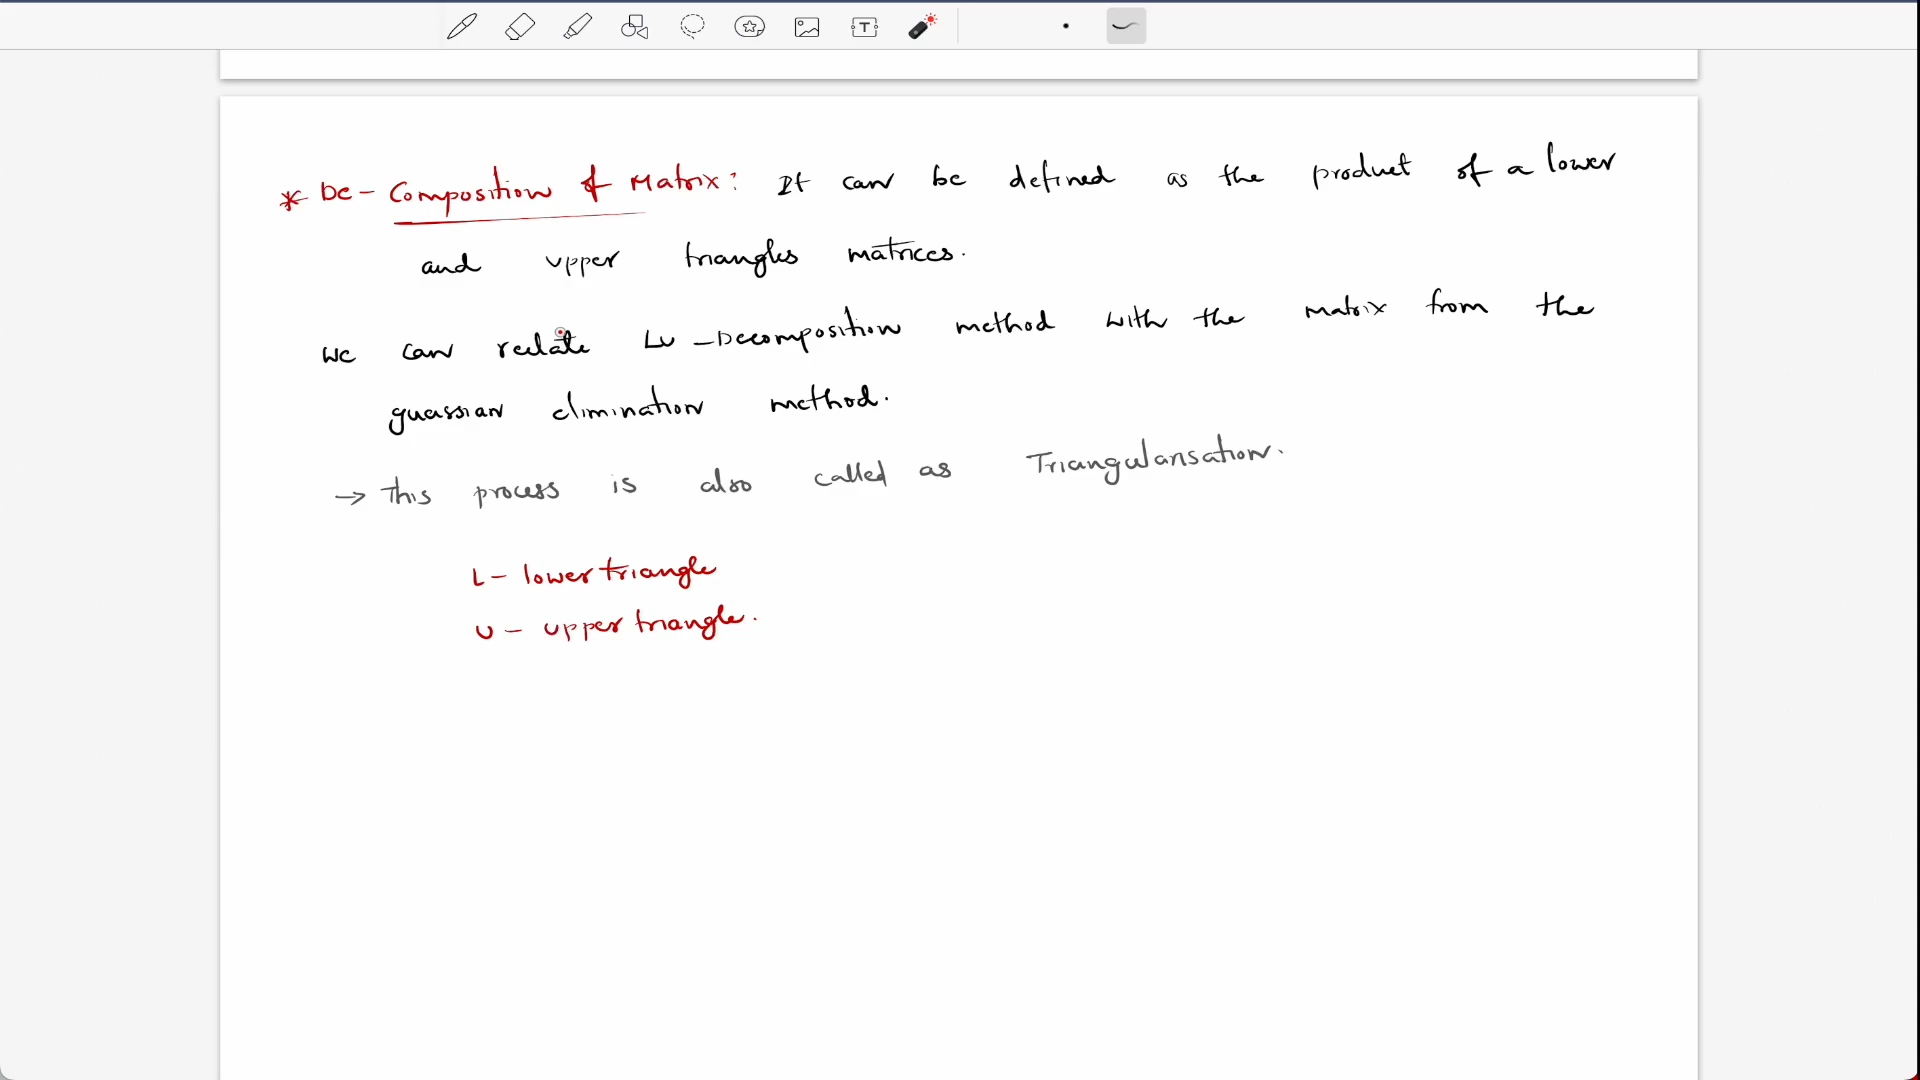 * De-Composition of Matrix: It can be defined as the product of a lower
and upper triangles matrices.
we can reelate LU-Decomposition method with the matrix from the
guassian elimination method.
→ This process is also called as Triangularisation.
L- lower triangle
U- upper triangle.